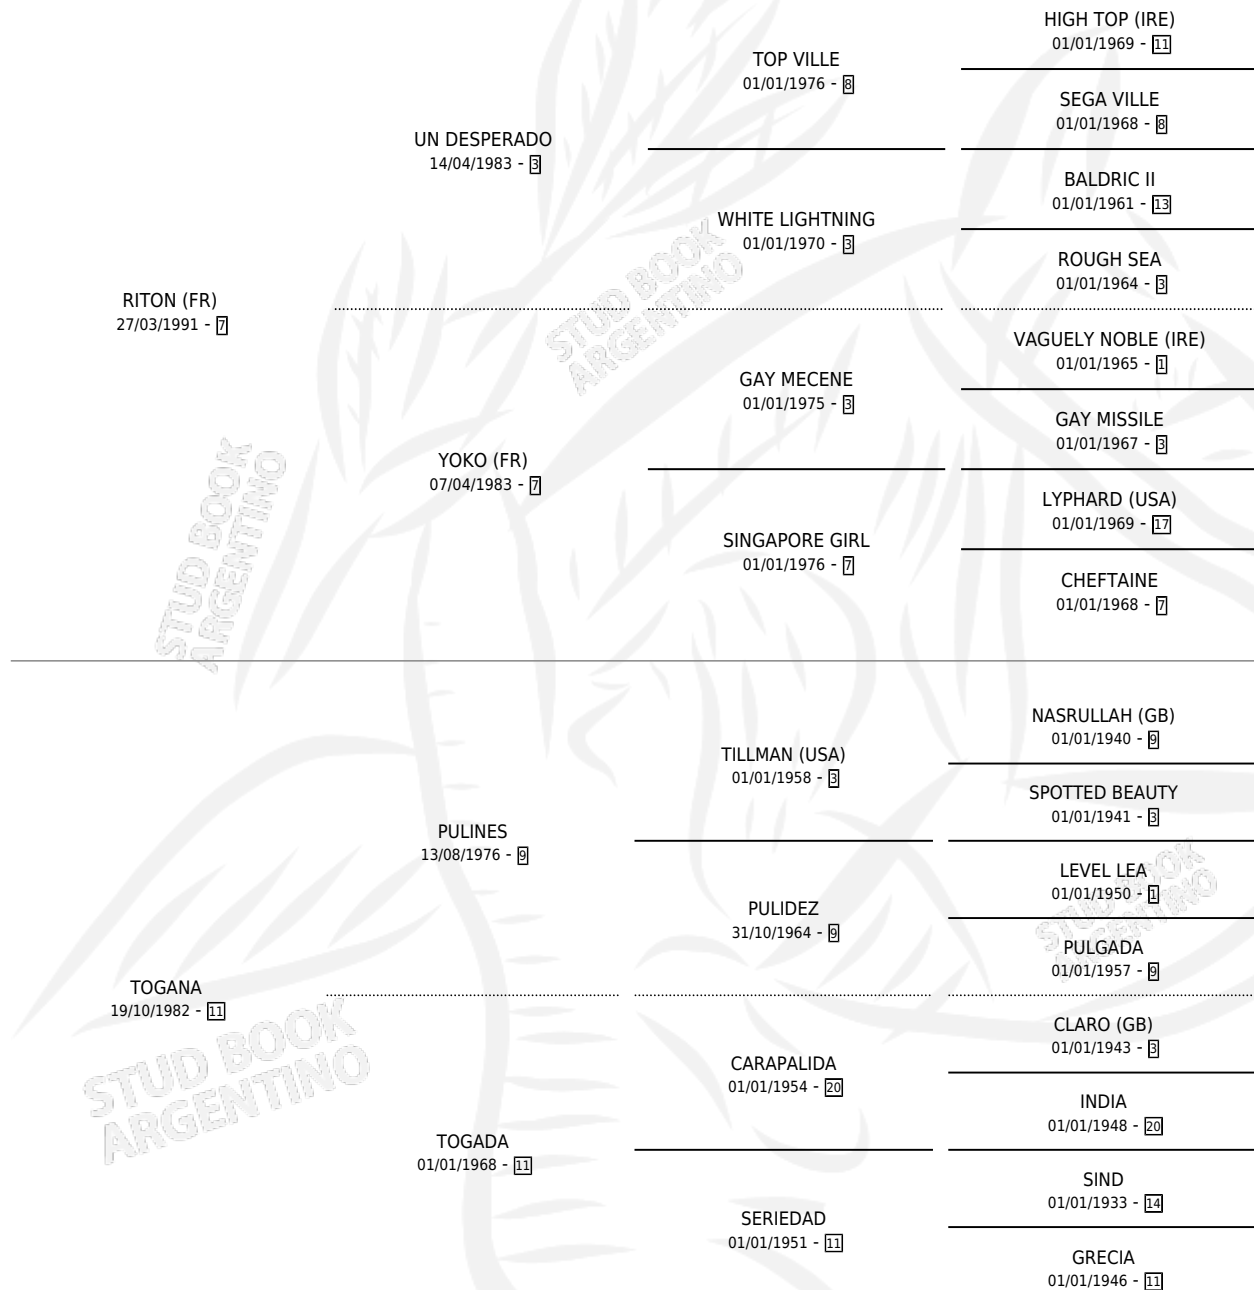 HIGH TOP (IRE)
01/01/1969 - 11
TOP VILLE
01/01/1976 - 8
SEGA VILLE
01/01/1968 - 8
UN DESPERADO
14/04/1983 - 3
BALDRIC II
01/01/1961 - 13
WHITE LIGHTNING
01/01/1970 - 3
ROUGH SEA
01/01/1964 - 3
RITON (FR)
27/03/1991 - 7
VAGUELY NOBLE (IRE)
01/01/1965 - 1
GAY MECENE
01/01/1975 - 3
GAY MISSILE
01/01/1967 - 3
YOKO (FR)
07/04/1983 - 7
LYPHARD (USA)
01/01/1969 - 17
SINGAPORE GIRL
01/01/1976 - 7
CHEFTAINE
01/01/1968 - 7
STUD BOOK
ARGENTINO
STUD BOOK
ARGENTINO
NASRULLAH (GB)
01/01/1940 - 9
TILLMAN (USA)
01/01/1958 - 3
SPOTTED BEAUTY
01/01/1941 - 3
PULINES
13/08/1976 - 9
LEVEL LEA
01/01/1950 - 1
PULIDEZ
31/10/1964 - 9
PULGADA
01/01/1957 - 9
STUD BOOK
ARGENTINO
TOGANA
19/10/1982 - 11
CLARO (GB)
01/01/1943 - 3
CARAPALIDA
01/01/1954 - 20
INDIA
01/01/1948 - 20
STUD BOOK
ARGENTINO
TOGADA
01/01/1968 - 11
SIND
01/01/1933 - 14
SERIEDAD
01/01/1951 - 11
GRECIA
01/01/1946 - 11